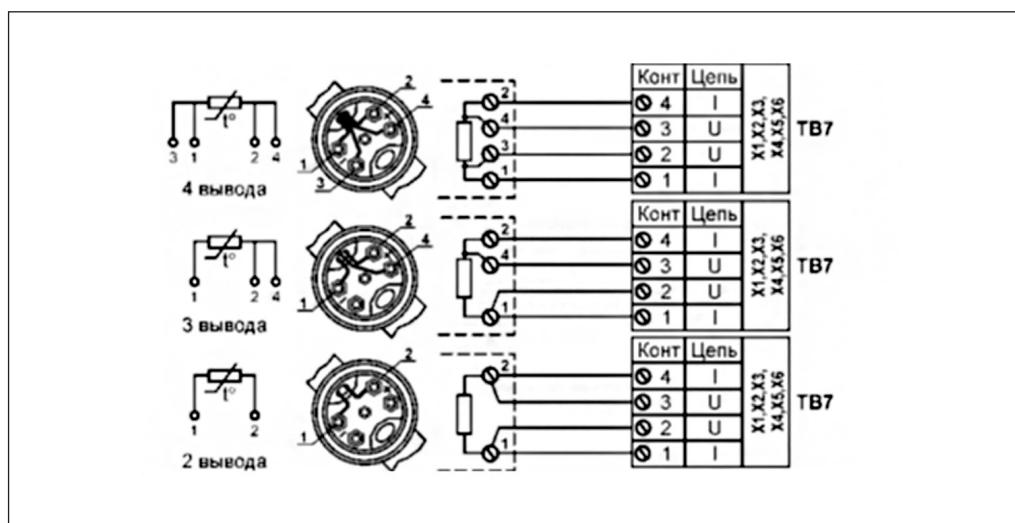 2
4
1
3
2
4
3
1
Конт Цепь
4 I
3 U
2 U
1 I
X1,X2,X3,
X4,X5,X6
ТВ7
t°
3 1 2 4
4 вывода
2
4
1
2
4
1
Конт Цепь
4 I
3 U
2 U
1 I
X1,X2,X3,
X4,X5,X6
ТВ7
t°
1 2 4
3 вывода
2
1
2
1
Конт Цепь
4 I
3 U
2 U
1 I
X1,X2,X3,
X4,X5,X6
ТВ7
t°
1 2
2 вывода